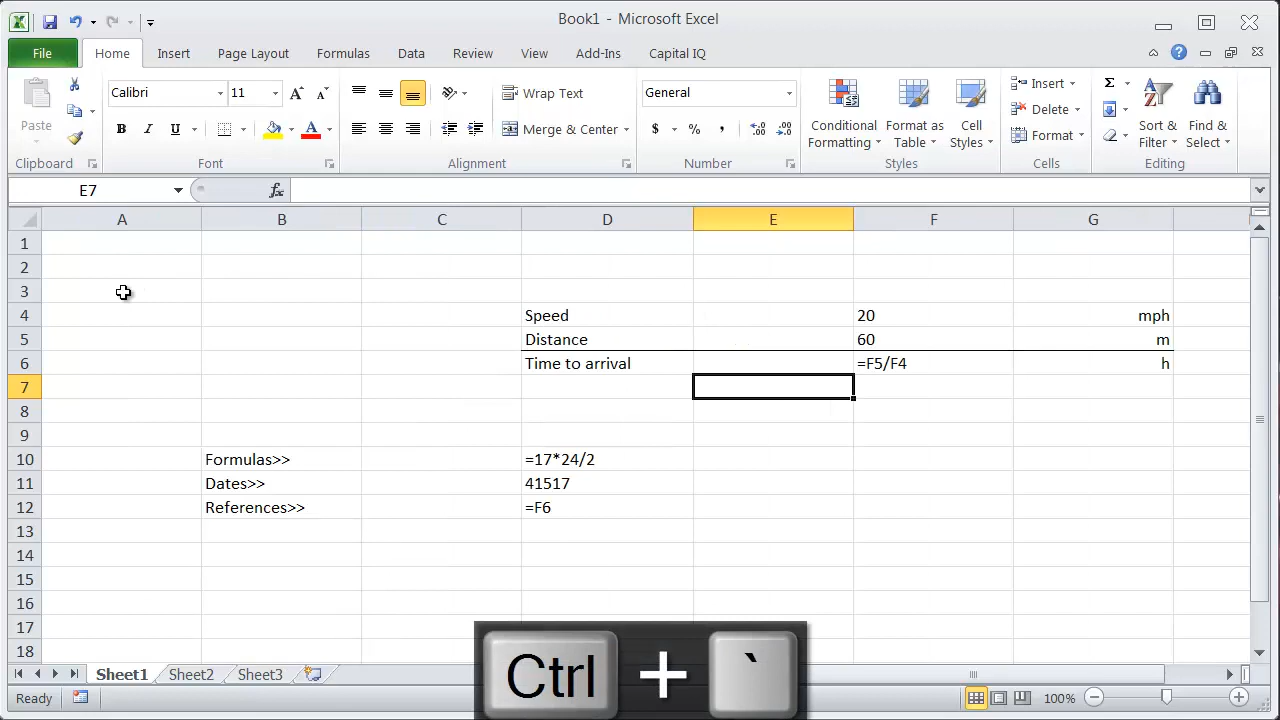 Book1 - Microsoft Excel
File Home Insert Page Layout Formulas Data Review View Add-Ins Capital IQ
Paste
Clipboard
Calibri 11
B I U A A A
Font
Wrap Text
Merge & Center
Alignment
General
$ % ,
Number
Conditional Formatting
Format as Table
Cell Styles
Styles
Insert
Delete
Format
Cells
Σ
Sort & Filter
Find & Select
Editing
E7 fx
A B C D E F G
1
2
3
4 Speed 20 mph
5 Distance 60 m
6 Time to arrival =F5/F4 h
7
8
9
10 Formulas>> =17*24/2
11 Dates>> 41517
12 References>> =F6
13
14
15
16
17
18
Ctrl + `
Sheet1 Sheet2 Sheet3
Ready 100%